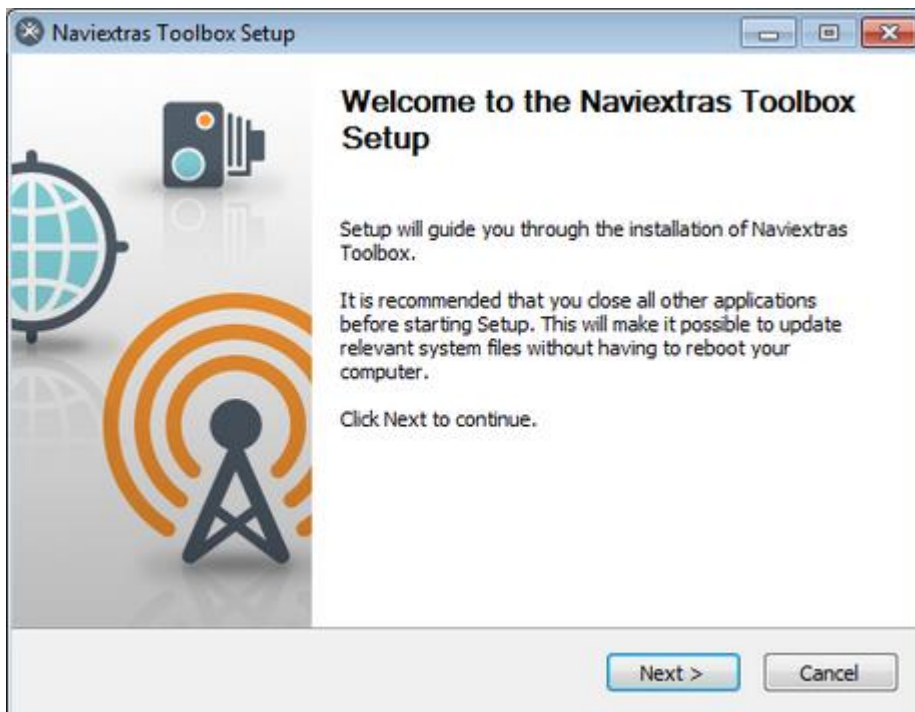 Naviextras Toolbox Setup
Welcome to the Naviextras Toolbox
Setup
Setup will guide you through the installation of Naviextras
Toolbox.
It is recommended that you close all other applications
before starting Setup. This will make it possible to update
relevant system files without having to reboot your
computer.
Click Next to continue.
Next >
Cancel